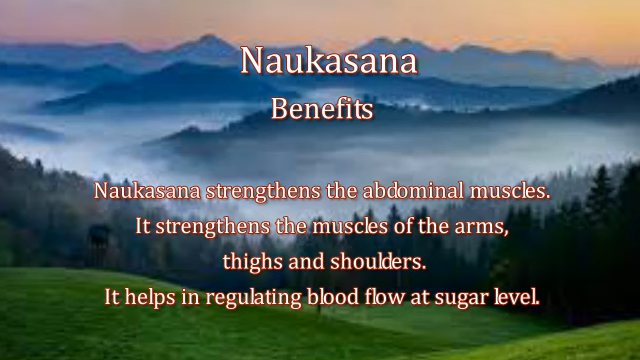 Naukasana
Benefits
Naukasana strengthens the abdominal muscles.
It strengthens the muscles of the arms,
thighs and shoulders.
It helps in regulating blood flow at sugar level.